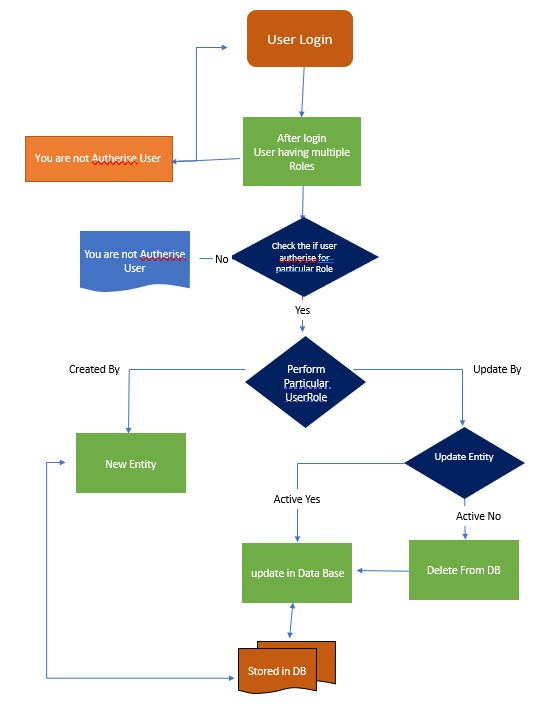 User Login
After login
User having multiple
Roles
You are not Autherise User
Check the if user
autherise for
particular Role
You are not Autherise
User
No
Yes
Perform
Particular
UserRole
Created By
Update By
New Entity
Update Entity
Active Yes
Active No
update in Data Base
Delete From DB
Stored in DB